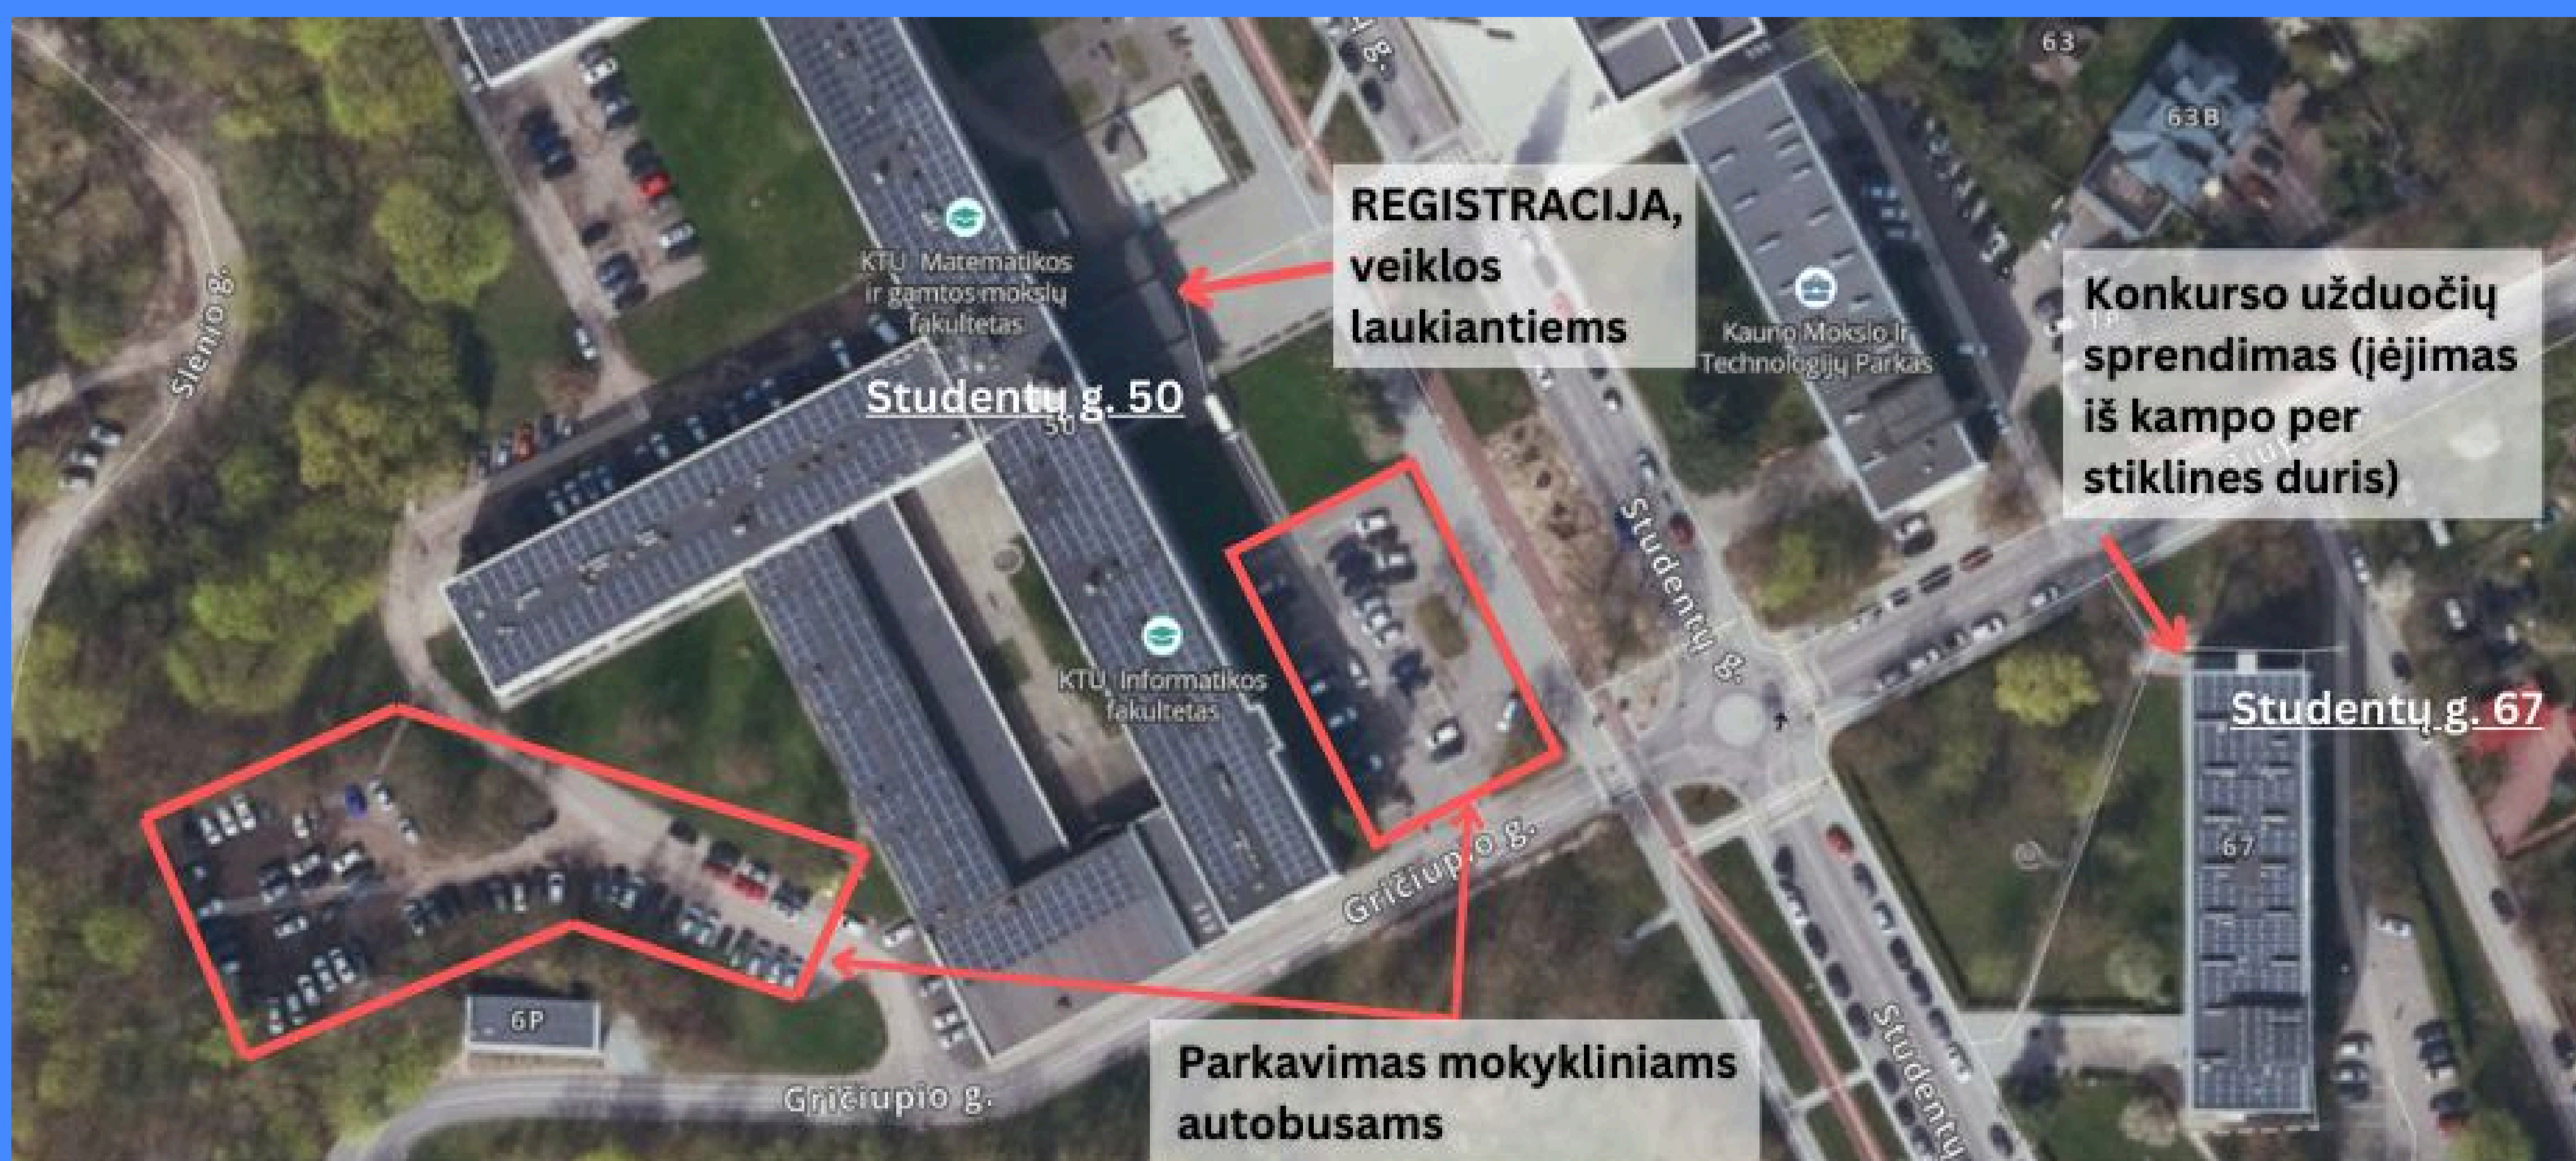 g.
63
63B
REGISTRACIJA,
veiklos
laukiantiems
KTU, Matematikos
ir gamtos mokslų
fakultetas
Slėnio g.
Konkurso užduočių
sprendimas (įėjimas
iš kampo per
stiklines duris)
Kauno Mokslo Ir
Technologijų Parkas
Studentų g. 50
50
Studentų g.
KTU, Informatikos
fakultetas
Studentų g. 67
67
Gričiupio g.
6P
Parkavimas mokykliniams
autobusams
Gričiupio g.
Studentų